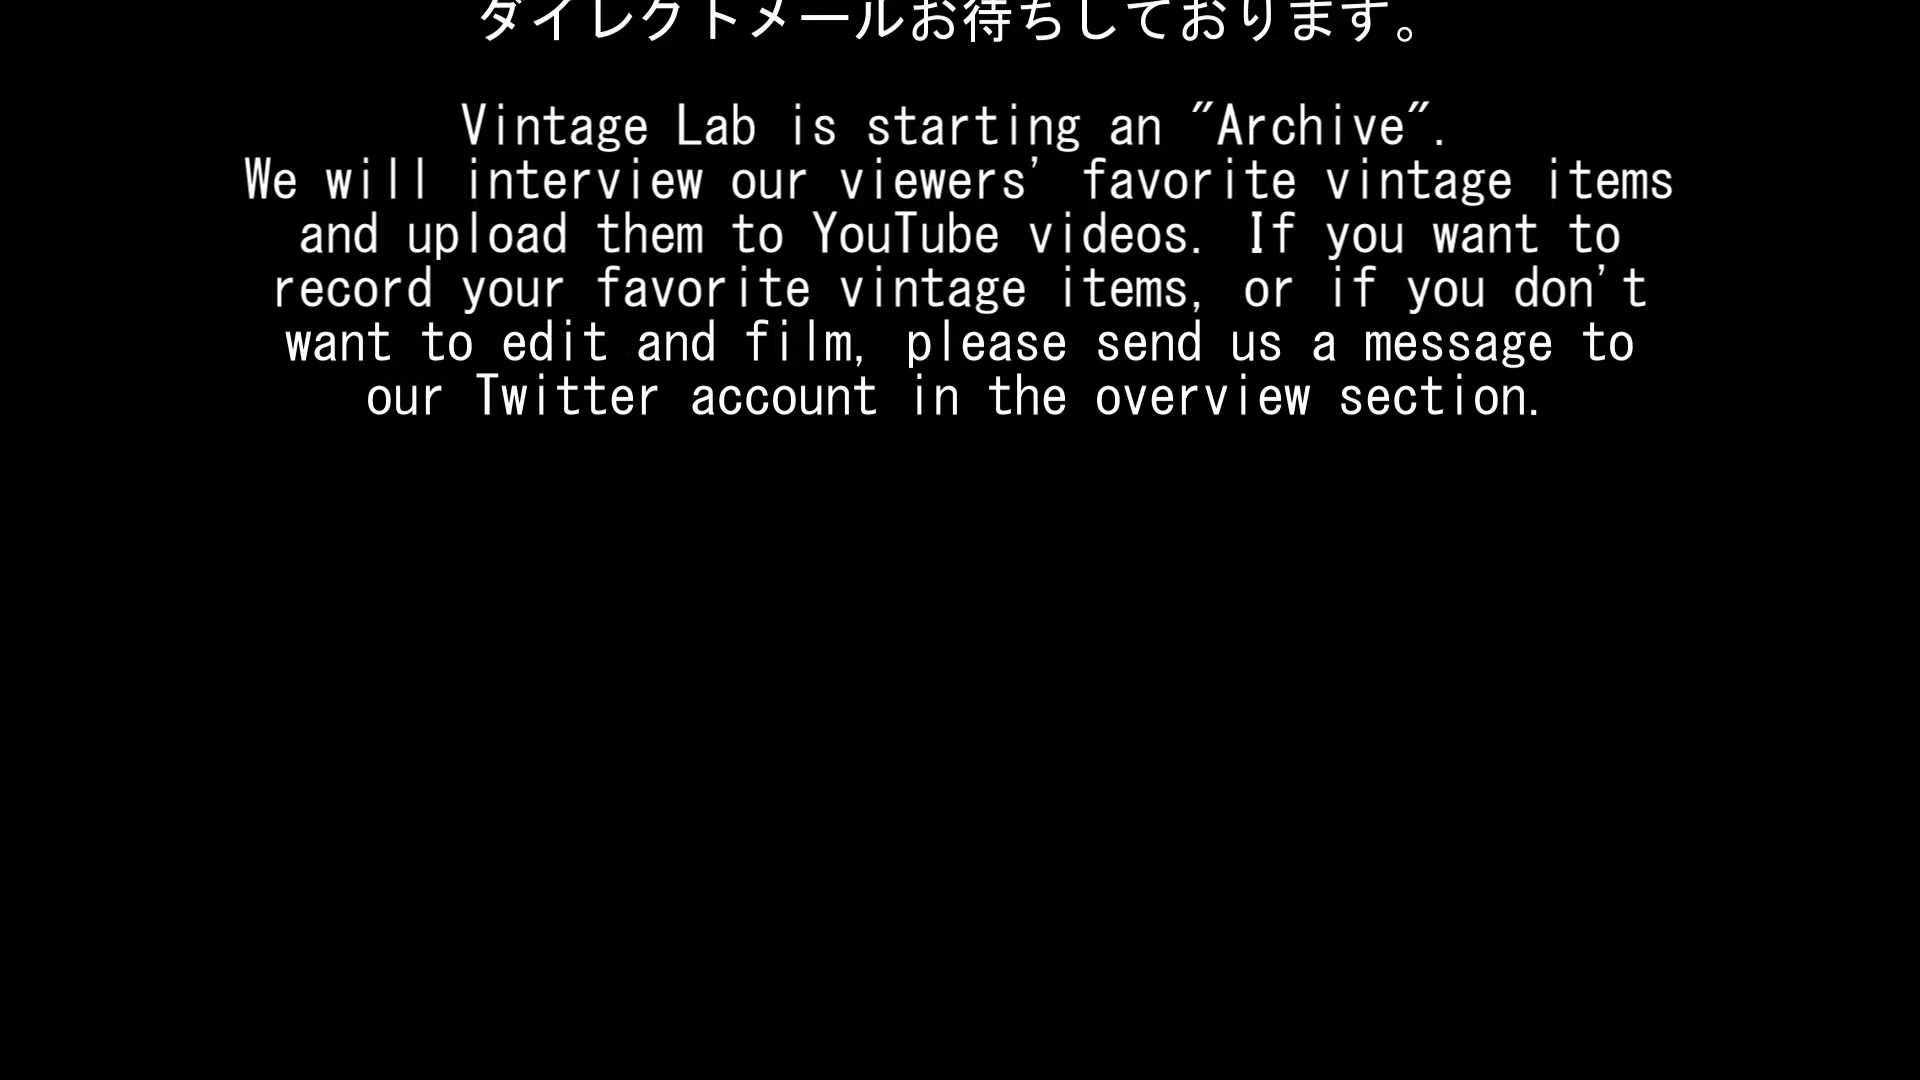 ダイレクトメールお待ちしております。
Vintage Lab is starting an "Archive".
We will interview our viewers' favorite vintage items
and upload them to YouTube videos. If you want to
record your favorite vintage items, or if you don't
want to edit and film, please send us a message to
our Twitter account in the overview section.